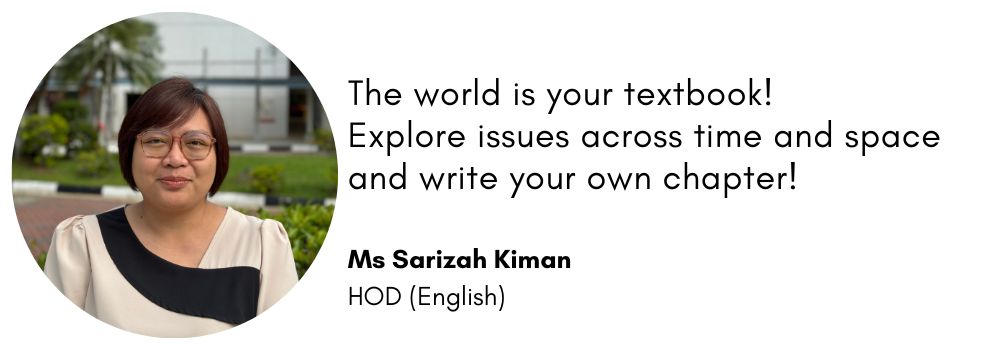 The world is your textbook!
Explore issues across time and space
and write your own chapter!
Ms Sarizah Kiman
HOD (English)